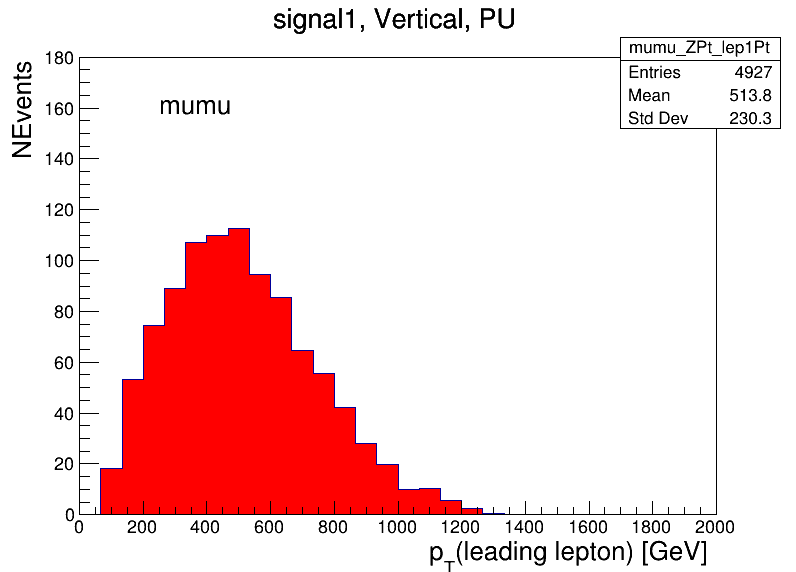 signal1, Vertical, PU
mumu_ZPt_lep1Pt
Entries 4927
Mean 513.8
Std Dev 230.3
NEvents
mumu
180
160
140
120
100
80
60
40
20
0
0 200 400 600 800 1000 1200 1400 1600 1800 2000
pT(leading lepton) [GeV]